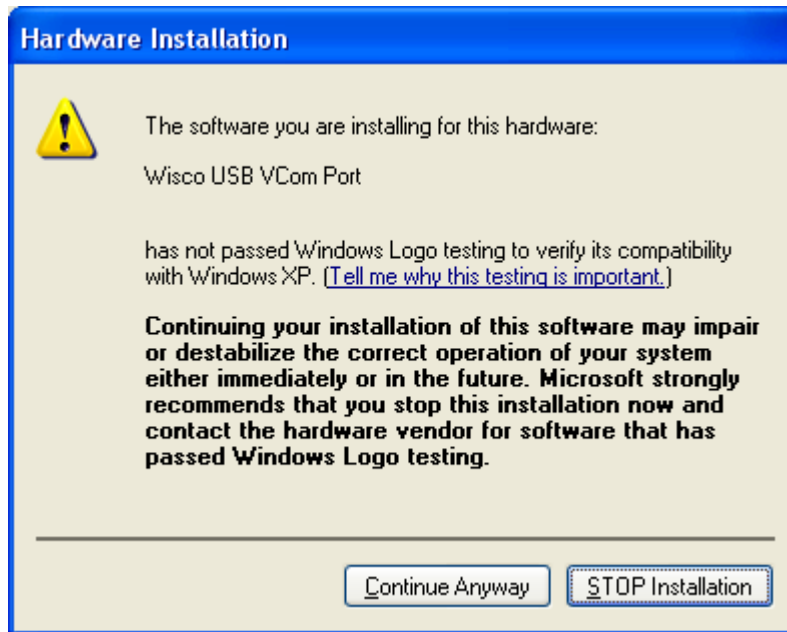 Hardware Installation
The software you are installing for this hardware:
Wisco USB VCom Port
has not passed Windows Logo testing to verify its compatibility
with Windows XP. (Tell me why this testing is important.)
Continuing your installation of this software may impair
or destabilize the correct operation of your system
either immediately or in the future. Microsoft strongly
recommends that you stop this installation now and
contact the hardware vendor for software that has
passed Windows Logo testing.
Continue Anyway STOP Installation